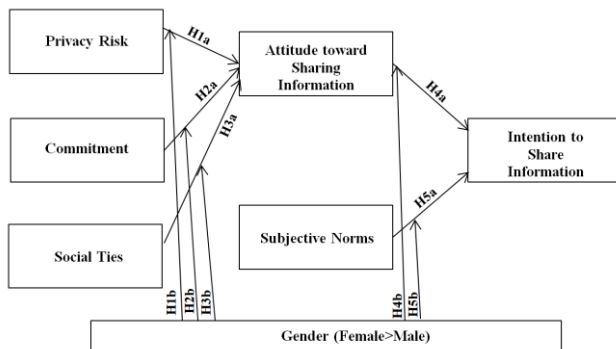 Privacy Risk
H1a
Attitude toward
Sharing
Information
H2a
H4a
Commitment
H3a
Intention to
Share
Information
H5a
Social Ties
Subjective Norms
H1b
H2b
H3b
H4b
H5b
Gender (Female>Male)